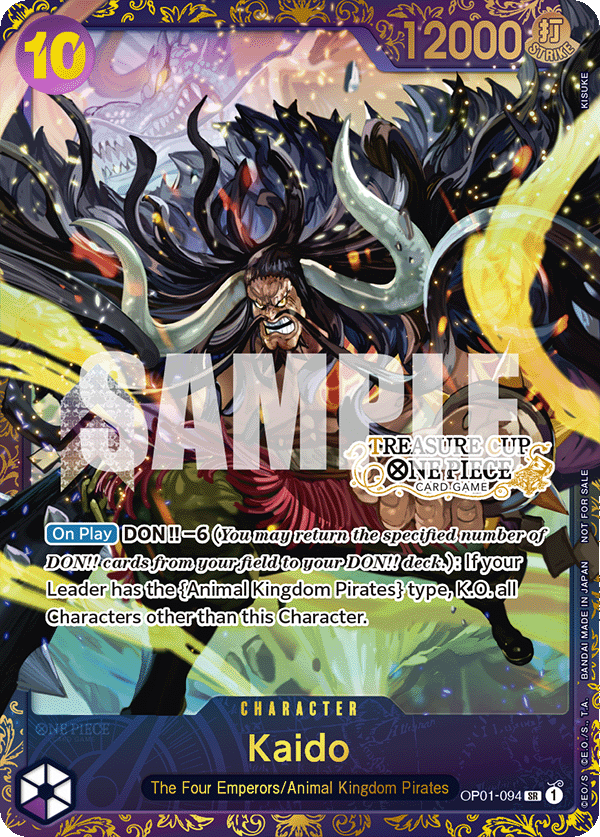 10
12000
打
STRIKE
KISUKE
SAMPLE
TREASURE CUP
ONE PIECE
CARD GAME
On Play DON!! −6 (You may return the specified number of
DON!! cards from your field to your DON!! deck.): If your
Leader has the {Animal Kingdom Pirates} type, K.O. all
Characters other than this Character.
©E.O./S.©E.O./S., T.A. BANDAI MADE IN JAPAN NOT FOR SALE
ONE PIECE
CARD GAME
CHARACTER
Kaido
The Four Emperors/Animal Kingdom Pirates
OP01-094 SR 1